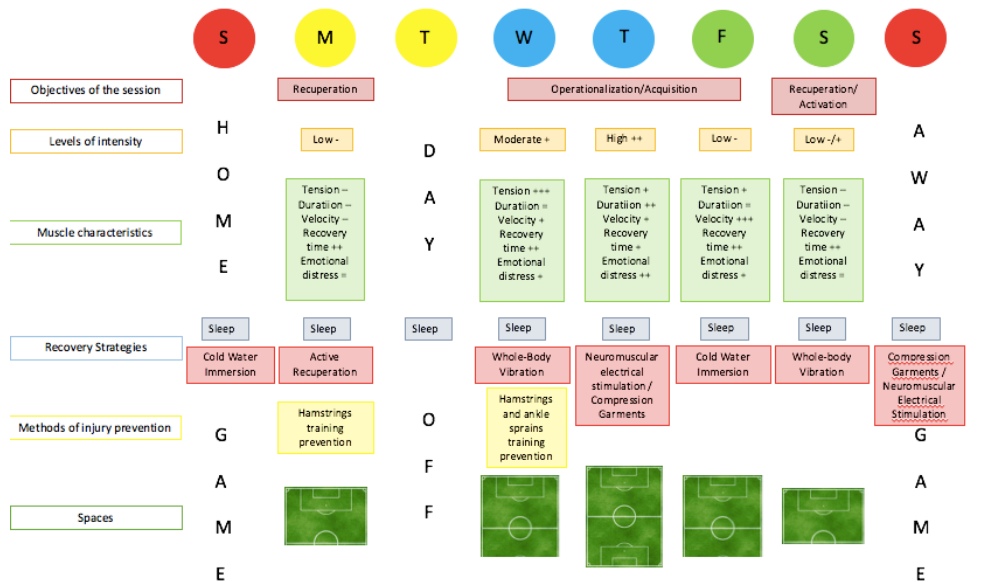 S M T W T F S S
Objectives of the session
Recuperation
Operationalization/Acquisition
Recuperation/
Activation
Levels of intensity
Low -
Moderate +
High ++
Low -
Low -/+
H O M E
D A Y
A W A Y
Muscle characteristics
Tension –
Duratiion –
Velocity –
Recovery
time ++
Emotional
distress =
Tension +++
Duratiion =
Velocity +
Recovery
time ++
Emotional
distress +
Tension +
Duratiion ++
Velocity +
Recovery
time +
Emotional
distress ++
Tension +
Duratiion =
Velocity +++
Recovery
time ++
Emotional
distress +
Tension –
Duratiion –
Velocity –
Recovery
time ++
Emotional
distress =
Recovery Strategies
Sleep
Sleep
Sleep
Sleep
Sleep
Sleep
Sleep
Sleep
Cold Water
Immersion
Active
Recuperation
Whole-Body
Vibration
Neuromuscular
electrical
stimulation /
Compression
Garments
Cold Water
Immersion
Whole-body
Vibration
Compression
Garments /
Neuromuscular
Electrical
Stimulation
Methods of injury prevention
Hamstrings
training
prevention
Hamstrings
and ankle
sprains
training
prevention
G A M E
O F F
G A M E
Spaces